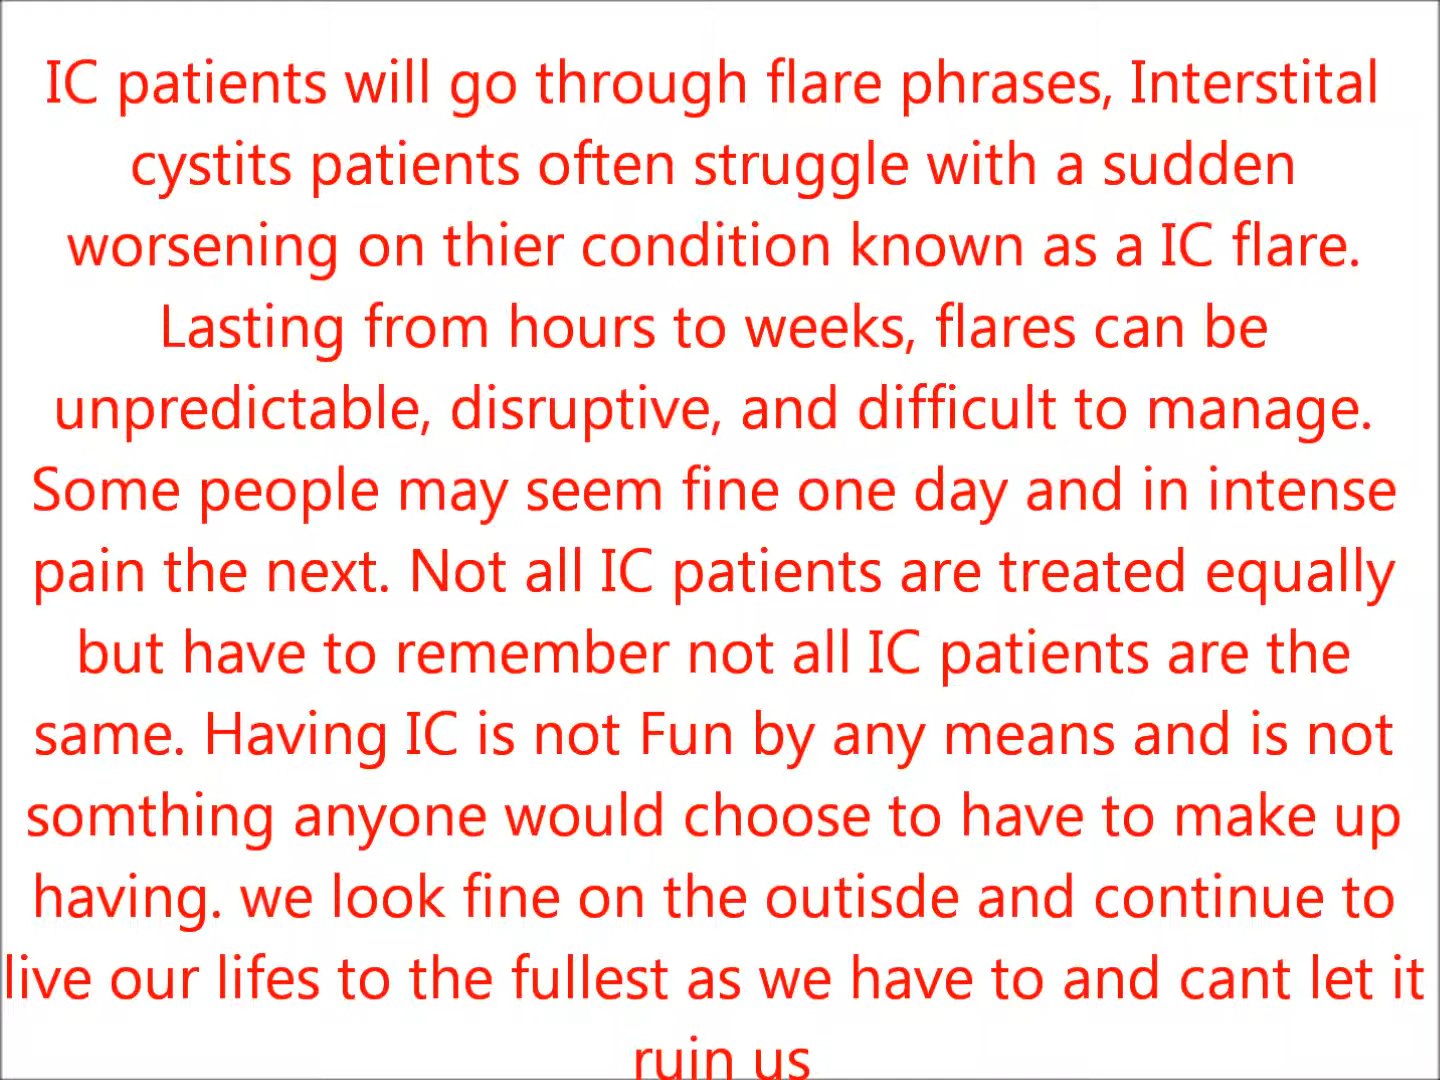 IC patients will go through flare phrases, Interstital
cystits patients often struggle with a sudden
worsening on thier condition known as a IC flare.
Lasting from hours to weeks, flares can be
unpredictable, disruptive, and difficult to manage.
Some people may seem fine one day and in intense
pain the next. Not all IC patients are treated equally
but have to remember not all IC patients are the
same. Having IC is not Fun by any means and is not
somthing anyone would choose to have to make up
having. we look fine on the outisde and continue to
live our lifes to the fullest as we have to and cant let it
ruin us